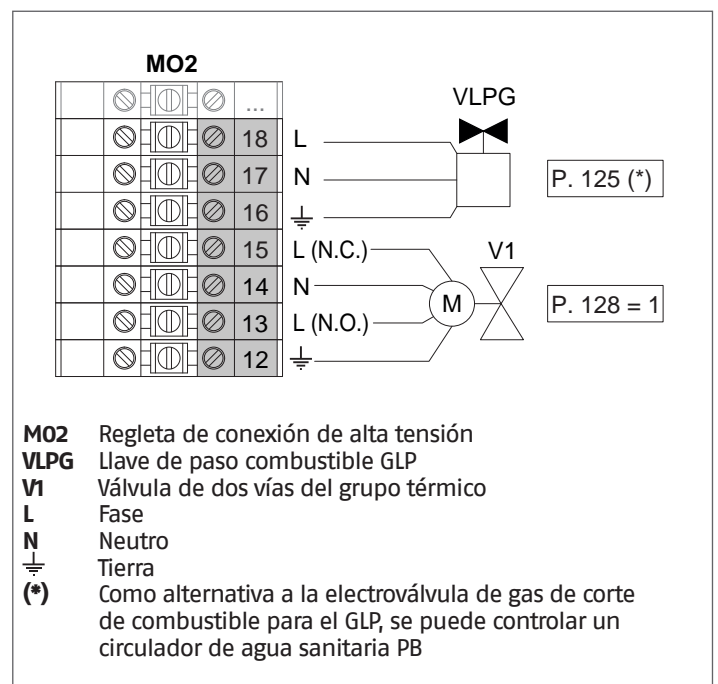 MO2
VLPG
...
18 L
17 N
P. 125 (*)
16
15 L (N.C.)
V1
14 N
M
P. 128 = 1
13 L (N.O.)
12
M02 Regleta de conexión de alta tensión
VLPG Llave de paso combustible GLP
V1 Válvula de dos vías del grupo térmico
L Fase
N Neutro
⏚ Tierra
(*) Como alternativa a la electroválvula de gas de corte
de combustible para el GLP, se puede controlar un
circulador de agua sanitaria PB